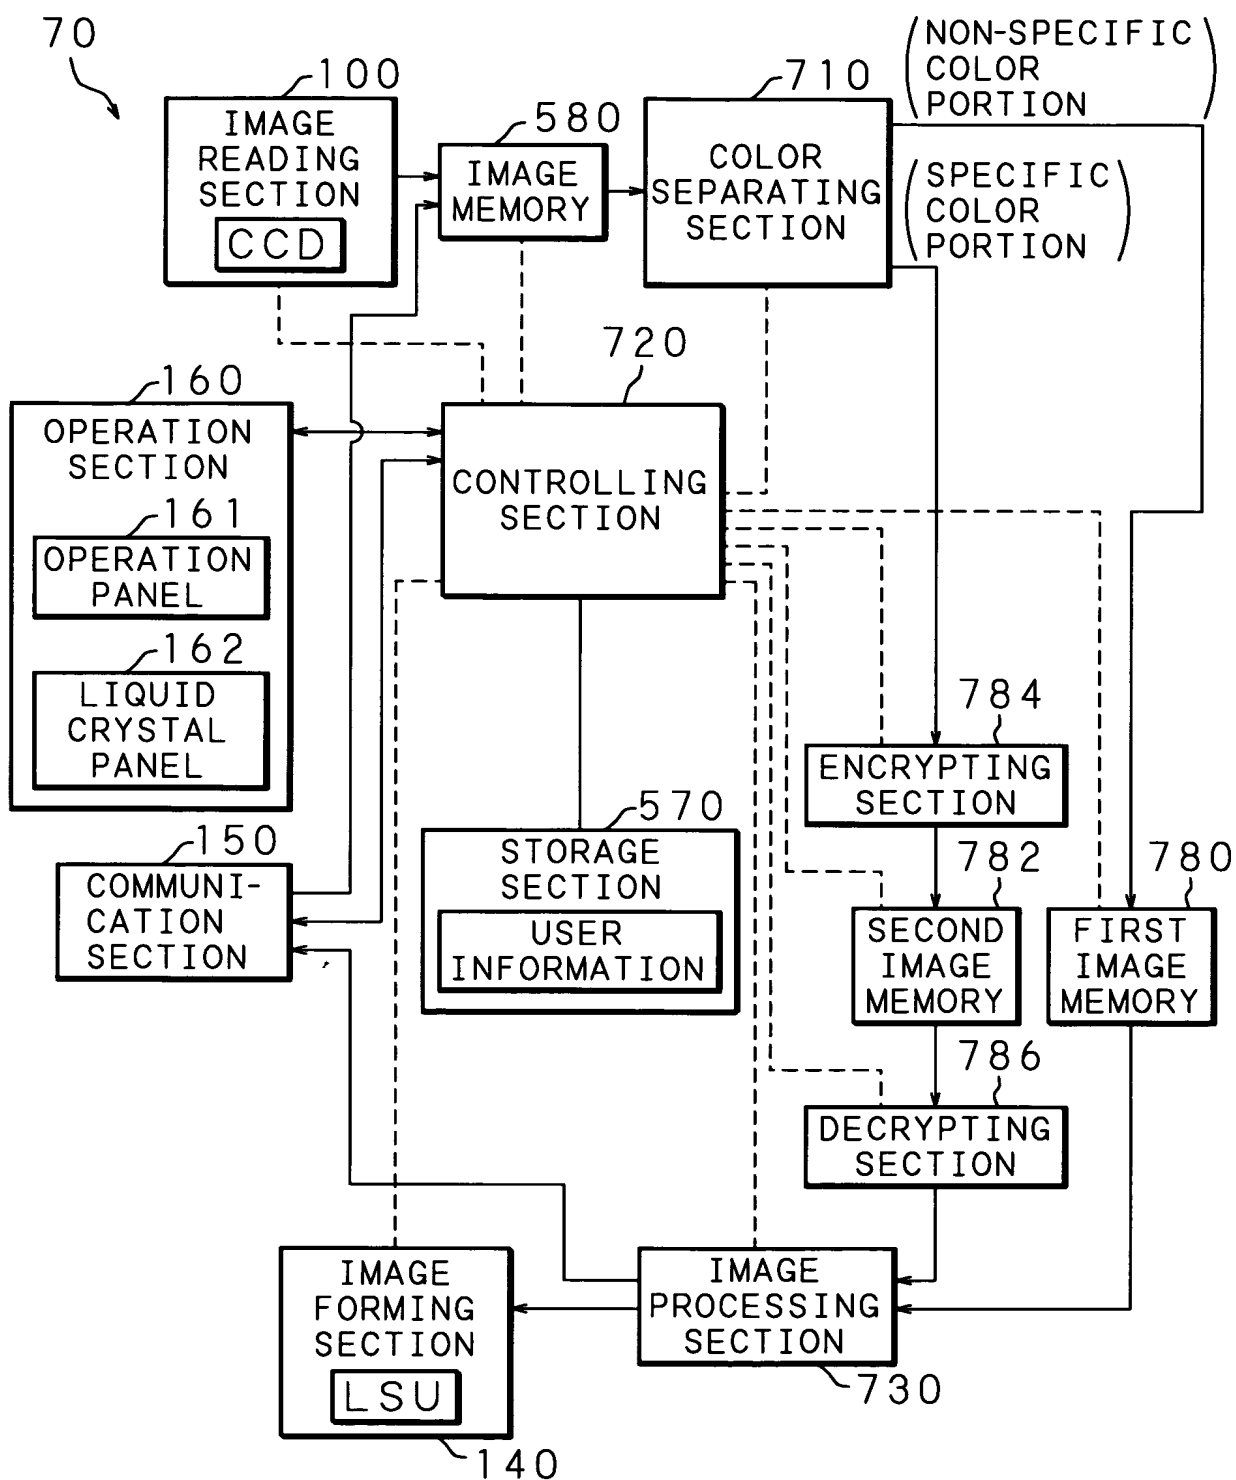 70
100
IMAGE
READING
SECTION
CCD
580
IMAGE
MEMORY
710
COLOR
SEPARATING
SECTION
(NON-SPECIFIC
COLOR
PORTION)
(SPECIFIC
COLOR
PORTION)
720
CONTROLLING
SECTION
160
OPERATION
SECTION
161
OPERATION
PANEL
162
LIQUID
CRYSTAL
PANEL
150
COMMUNI-
CATION
SECTION
570
STORAGE
SECTION
USER
INFORMATION
784
ENCRYPTING
SECTION
782
SECOND
IMAGE
MEMORY
780
FIRST
IMAGE
MEMORY
786
DECRYPTING
SECTION
IMAGE
FORMING
SECTION
LSU
140
IMAGE
PROCESSING
SECTION
730